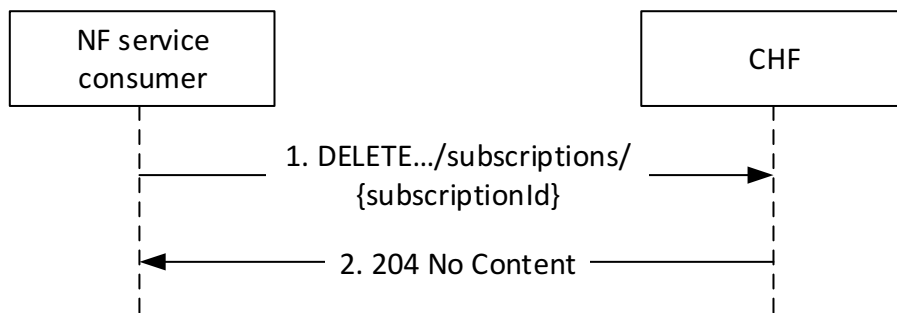 NF service
consumer
CHF
1. DELETE…/subscriptions/
{subscriptionId}
2. 204 No Content